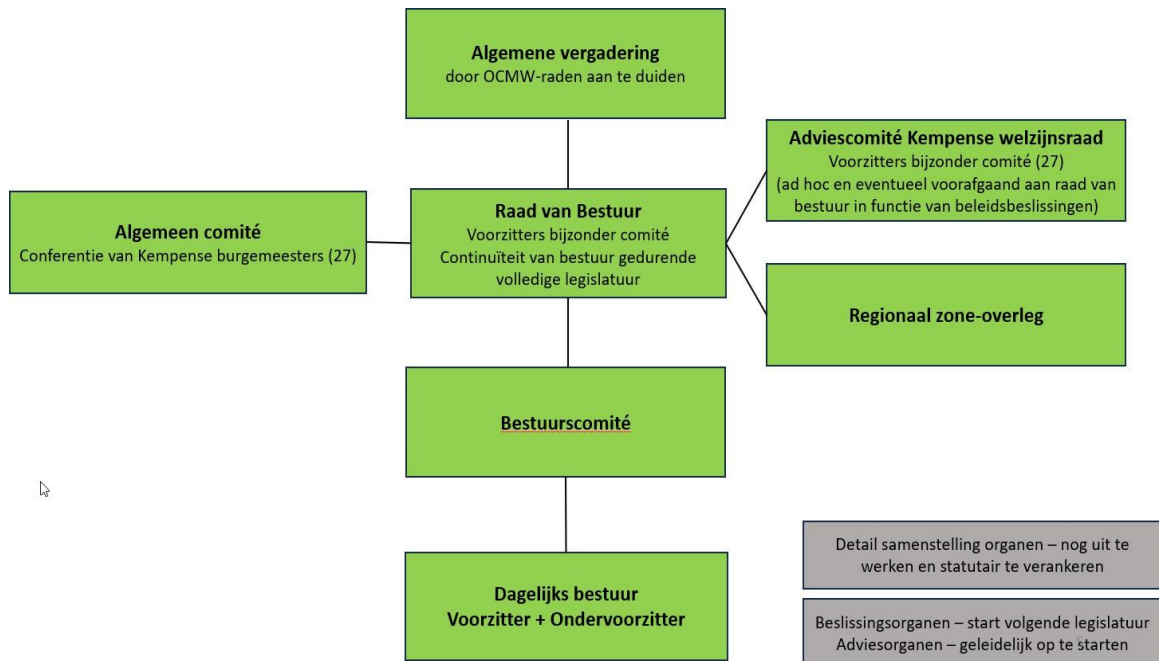 Algemene vergadering
door OCMW-raden aan te duiden
Adviescomité Kempense welzijnsraad
Voorzitters bijzonder comité (27)
(ad hoc en eventueel voorafgaand aan raad van
bestuur in functie van beleidsbeslissingen)
Algemeen comité
Conferentie van Kempense burgemeesters (27)
Raad van Bestuur
Voorzitters bijzonder comité
Continuïteit van bestuur gedurende
volledige legislatuur
Regionaal zone-overleg
Bestuurscomité
Dagelijks bestuur
Voorzitter + Ondervoorzitter
Detail samenstelling organen – nog uit te
werken en statutair te verankeren
Beslissingsorganen – start volgende legislatuur
Adviesorganen – geleidelijk op te starten